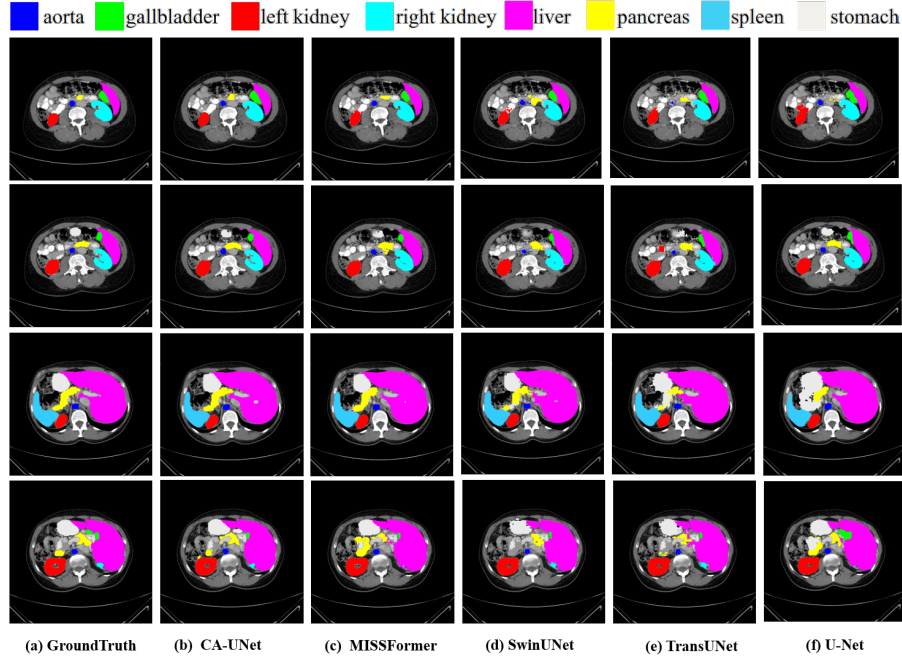 aorta gallbladder left kidney right kidney liver pancreas spleen stomach
(a) GroundTruth (b) CA-UNet (c) MISSFormer (d) SwinUNet (e) TransUNet (f) U-Net